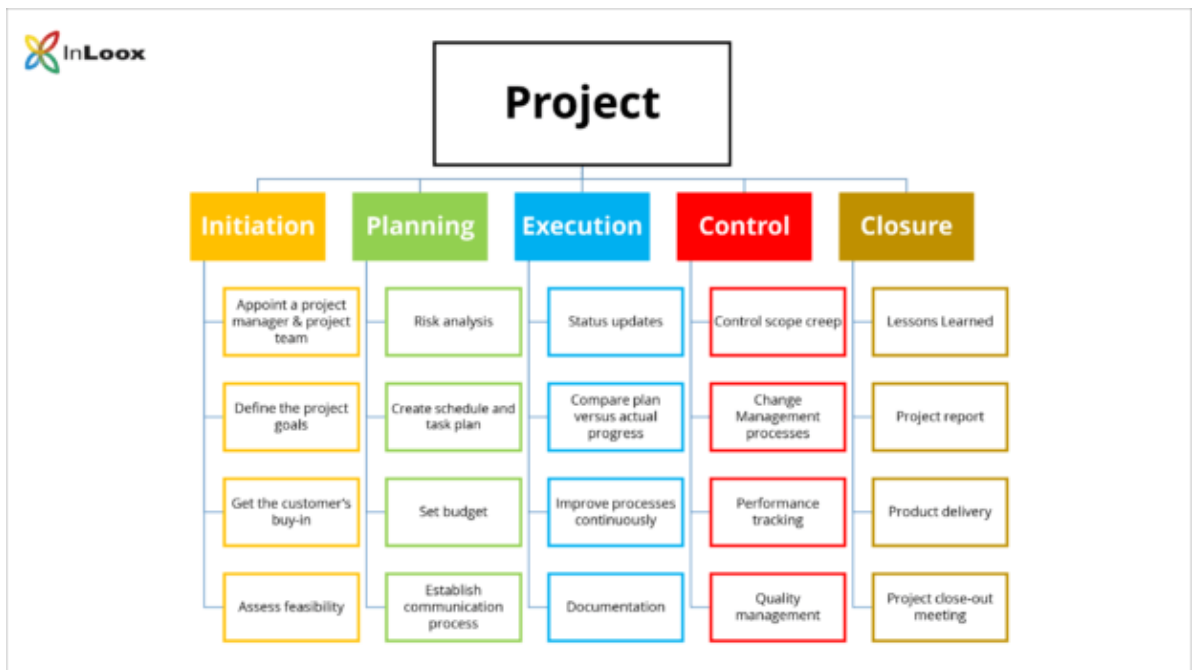 InLoox
Project
Initiation
Planning
Execution
Control
Closure
Appoint a project
manager & project
team
Define the project
goals
Get the customer's
buy-in
Assess feasibility
Risk analysis
Create schedule and
task plan
Set budget
Establish
communication
process
Status updates
Compare plan
versus actual
progress
Improve processes
continuously
Documentation
Control scope creep
Change
Management
processes
Performance
tracking
Quality
management
Lessons Learned
Project report
Product delivery
Project close-out
meeting